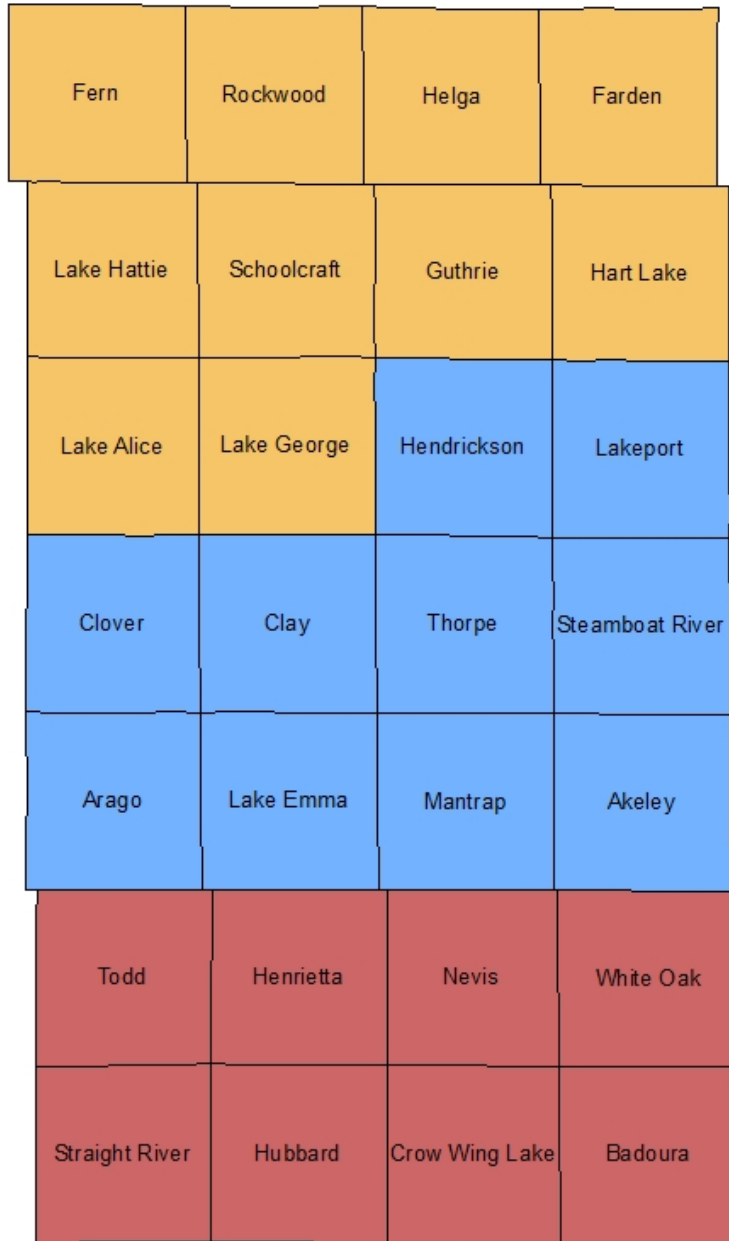 Fern
Rockwood
Helga
Farden
Lake Hattie
Schoolcraft
Guthrie
Hart Lake
Lake Alice
Lake George
Hendrickson
Lakeport
Clover
Clay
Thorpe
Steamboat River
Arago
Lake Emma
Mantrap
Akeley
Todd
Henrietta
Nevis
White Oak
Straight River
Hubbard
Crow Wing Lake
Badoura